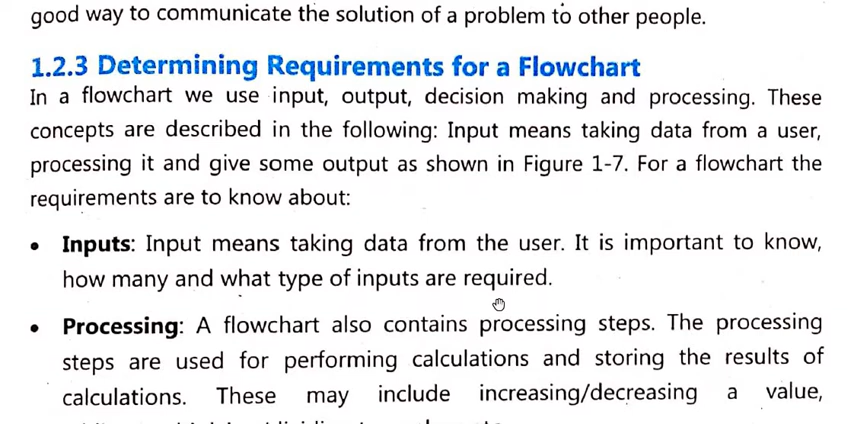 good way to communicate the solution of a problem to other people.
1.2.3 Determining Requirements for a Flowchart
In a flowchart we use input, output, decision making and processing. These
concepts are described in the following: Input means taking data from a user,
processing it and give some output as shown in Figure 1-7. For a flowchart the
requirements are to know about:
• Inputs: Input means taking data from the user. It is important to know,
how many and what type of inputs are required.
• Processing: A flowchart also contains processing steps. The processing
steps are used for performing calculations and storing the results of
calculations. These may include increasing/decreasing a value,